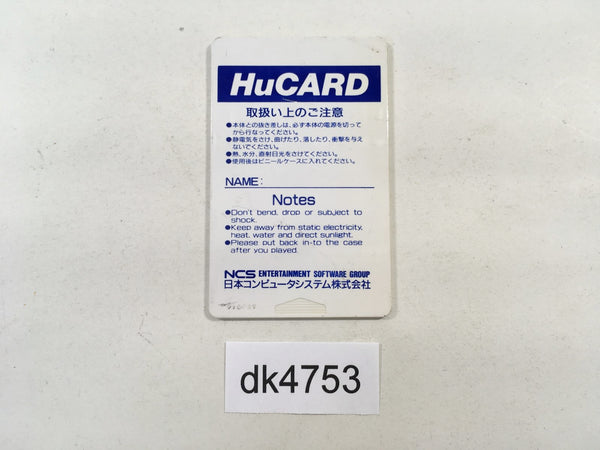 HuCARD
取扱い上のご注意
●本体との抜き差しは、必ず本体の電源を切って
から行なってください。
●静電気をさけ、曲げたり、落したり、衝撃を与え
ないでください。
●熱、水分、直射日光をさけてください。
●使用後はビニールケースに入れてください。
NAME:
Notes
●Don't bend, drop or subject to
shock.
●Keep away from static electricity,
heat, water and direct sunlight.
●Please put back in-to the case
after you played.
NCS ENTERTAINMENT SOFTWARE GROUP
日本コンピュータシステム株式会社
dk4753